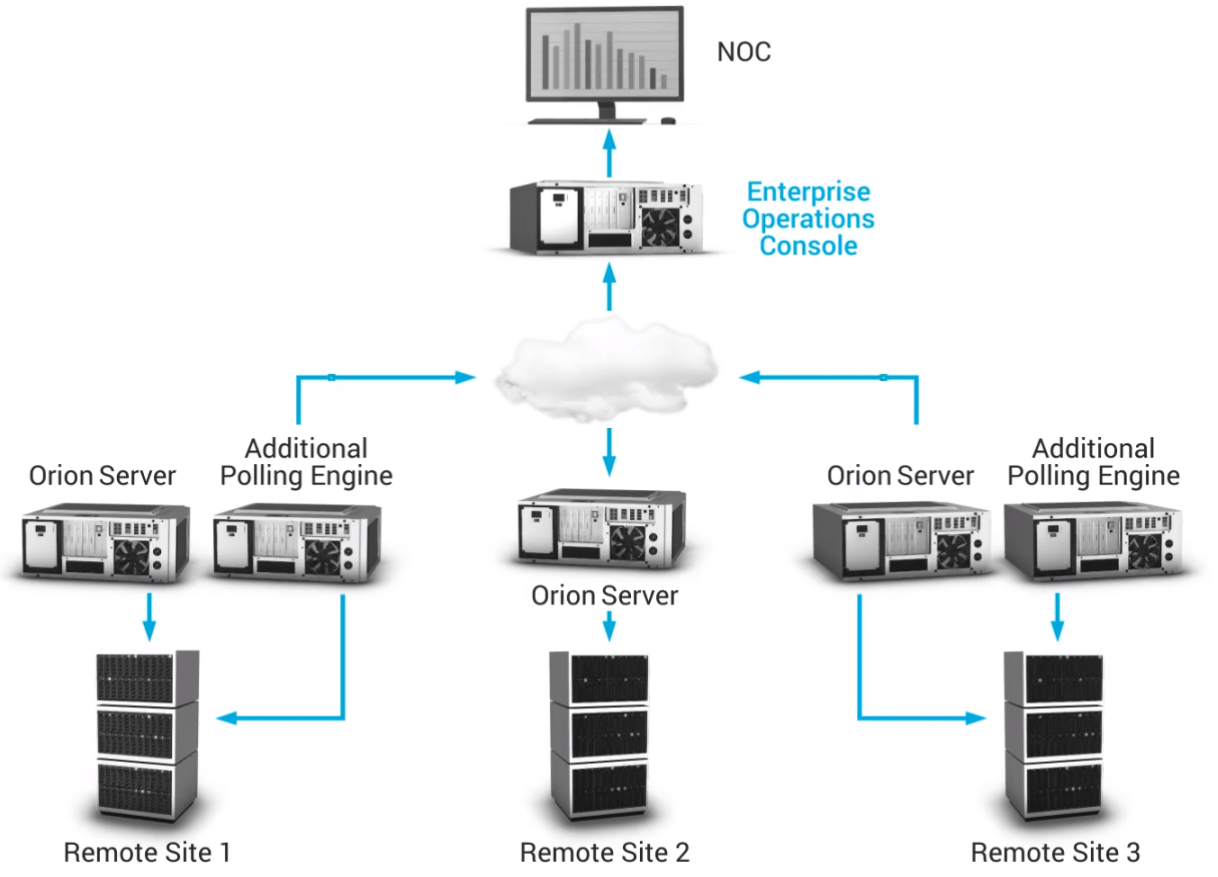 NOC
Enterprise
Operations
Console
Orion Server
Additional
Polling Engine
Orion Server
Orion Server
Additional
Polling Engine
Remote Site 1
Remote Site 2
Remote Site 3